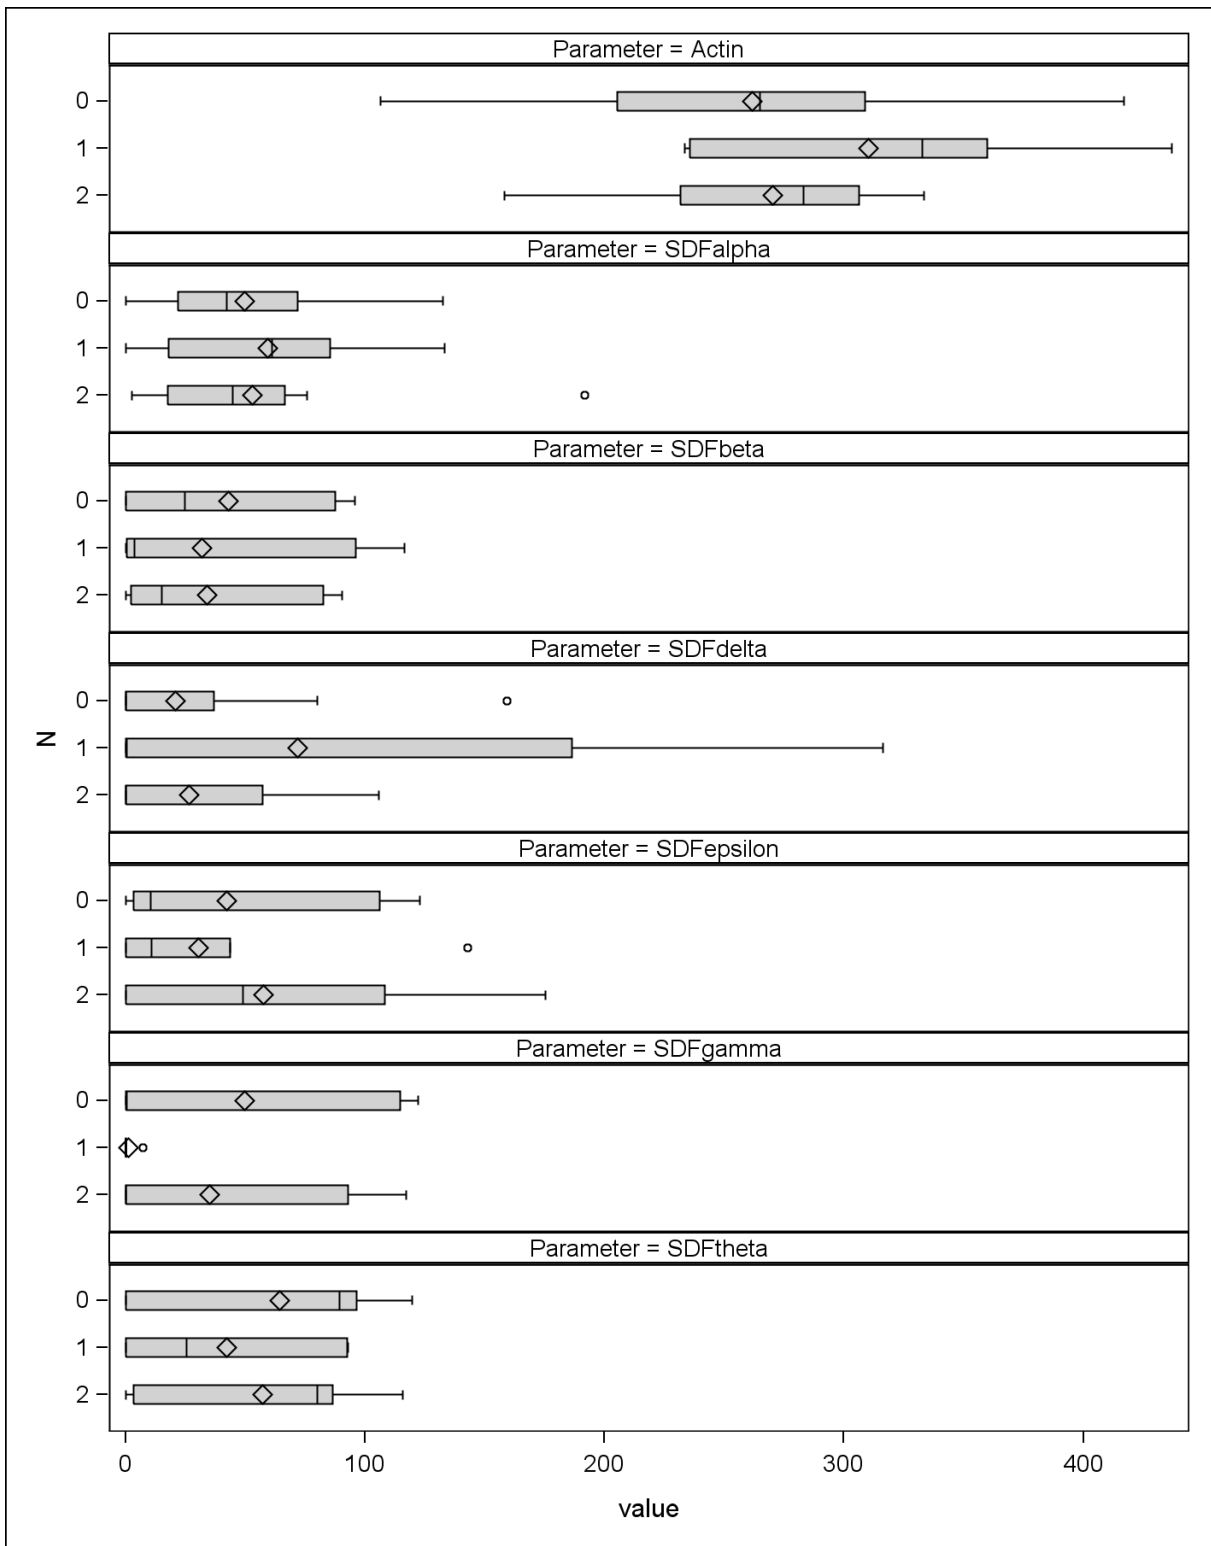 Parameter = Actin
0
1
2
Parameter = SDFalpha
0
1
2
Parameter = SDFbeta
0
1
2
Parameter = SDFdelta
0
1
2
N
Parameter = SDFepsilon
0
1
2
Parameter = SDFgamma
0
1
2
Parameter = SDFtheta
0
1
2
0 100 200 300 400
value